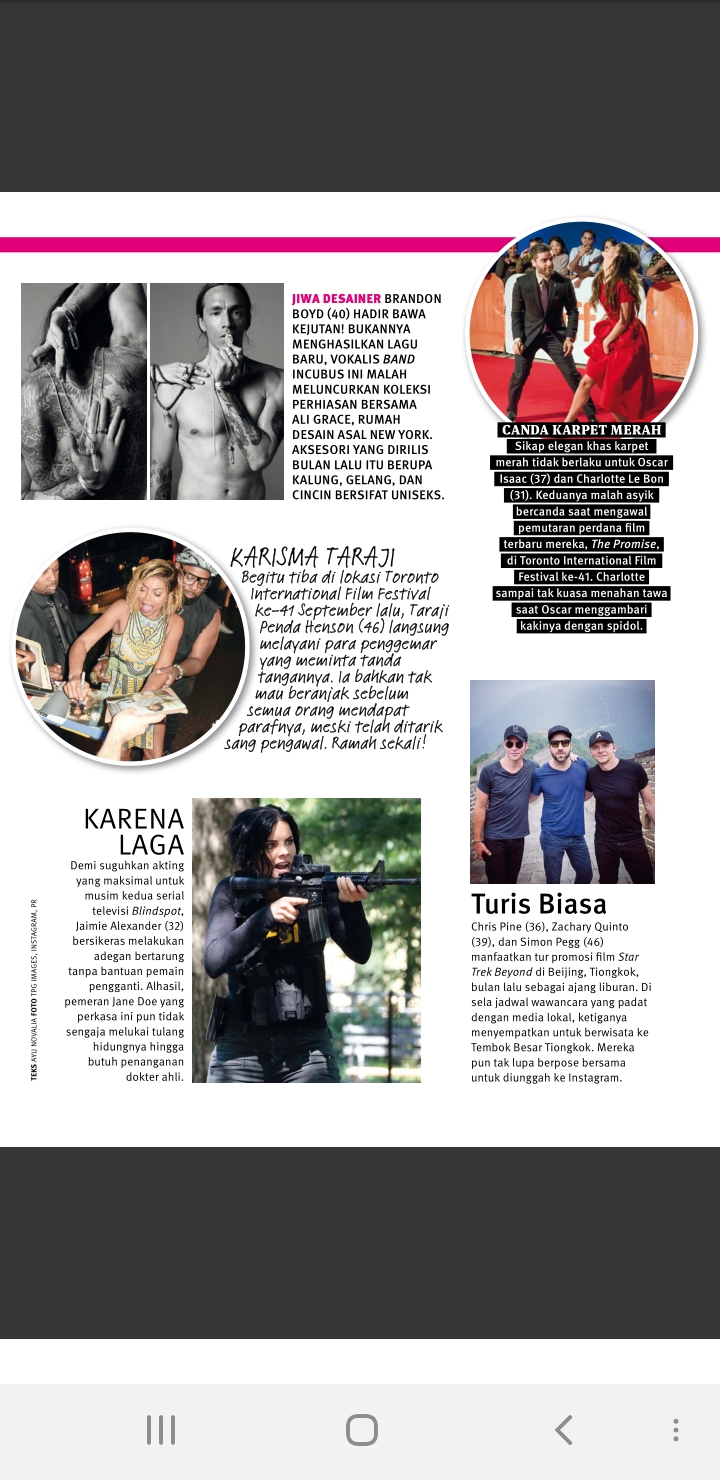 JIWA DESAINER BRANDON
BOYD (40) HADIR BAWA
KEJUTAN! BUKANNYA
MENGHASILKAN LAGU
BARU, VOKALIS BAND
INCUBUS INI MALAH
MELUNCURKAN KOLEKSI
PERHIASAN BERSAMA
ALI GRACE, RUMAH
DESAIN ASAL NEW YORK.
AKSESORI YANG DIRILIS
BULAN LALU ITU BERUPA
KALUNG, GELANG, DAN
CINCIN BERSIFAT UNISEKS.
CANDA KARPET MERAH
Sikap elegan khas karpet
merah tidak berlaku untuk Oscar
Isaac (37) dan Charlotte Le Bon
(31). Keduanya malah asyik
bercanda saat mengawal
pemutaran perdana film
terbaru mereka, The Promise,
di Toronto International Film
Festival ke-41. Charlotte
sampai tak kuasa menahan tawa
saat Oscar menggambari
kakinya dengan spidol.
KARISMA TARAJI
Begitu tiba di lokasi Toronto
International Film Festival
ke-41 September lalu, Taraji
Penda Henson (46) langsung
melayani para penggemar
yang meminta tanda
tangannya. Ia bahkan tak
mau beranjak sebelum
semua orang mendapat
parafnya, meski telah ditarik
sang pengawal. Ramah sekali!
KARENA
LAGA
Demi suguhkan akting
yang maksimal untuk
musim kedua serial
televisi Blindspot,
Jaimie Alexander (32)
bersikeras melakukan
adegan bertarung
tanpa bantuan pemain
pengganti. Alhasil,
pemeran Jane Doe yang
perkasa ini pun tidak
sengaja melukai tulang
hidungnya hingga
butuh penanganan
dokter ahli.
Turis Biasa
Chris Pine (36), Zachary Quinto
(39), dan Simon Pegg (46)
manfaatkan tur promosi film Star
Trek Beyond di Beijing, Tiongkok,
bulan lalu sebagai ajang liburan. Di
sela jadwal wawancara yang padat
dengan media lokal, ketiganya
menyempatkan untuk berwisata ke
Tembok Besar Tiongkok. Mereka
pun tak lupa berpose bersama
untuk diunggah ke Instagram.
TEKS AYU NOVALIA FOTO TPG IMAGES, INSTAGRAM, PR